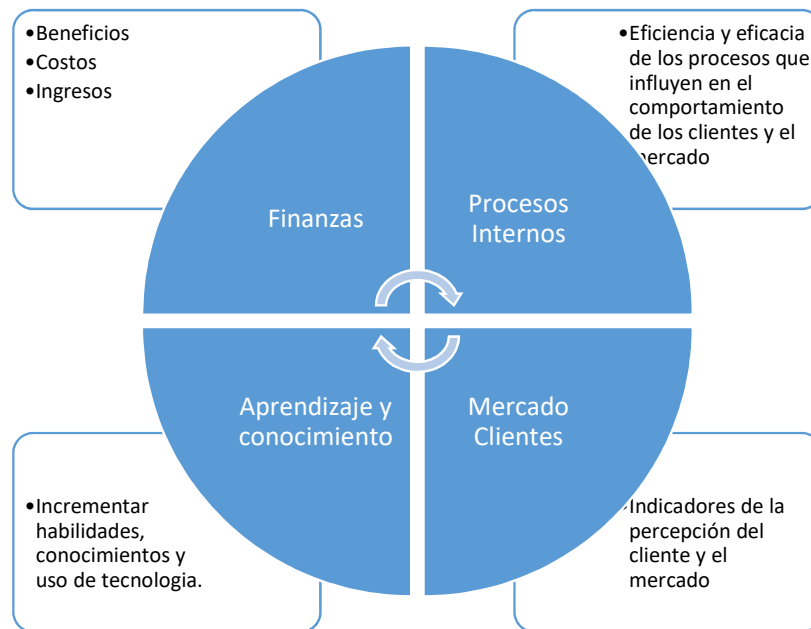 •Beneficios
•Costos
•Ingresos
•Eficiencia y eficacia
de los procesos que
influyen en el
comportamiento
de los clientes y el
mercado
Finanzas
Procesos
Internos
Aprendizaje y
conocimiento
Mercado
Clientes
•Incrementar
habilidades,
conocimientos y
uso de tecnologia.
•Indicadores de la
percepción del
cliente y el
mercado